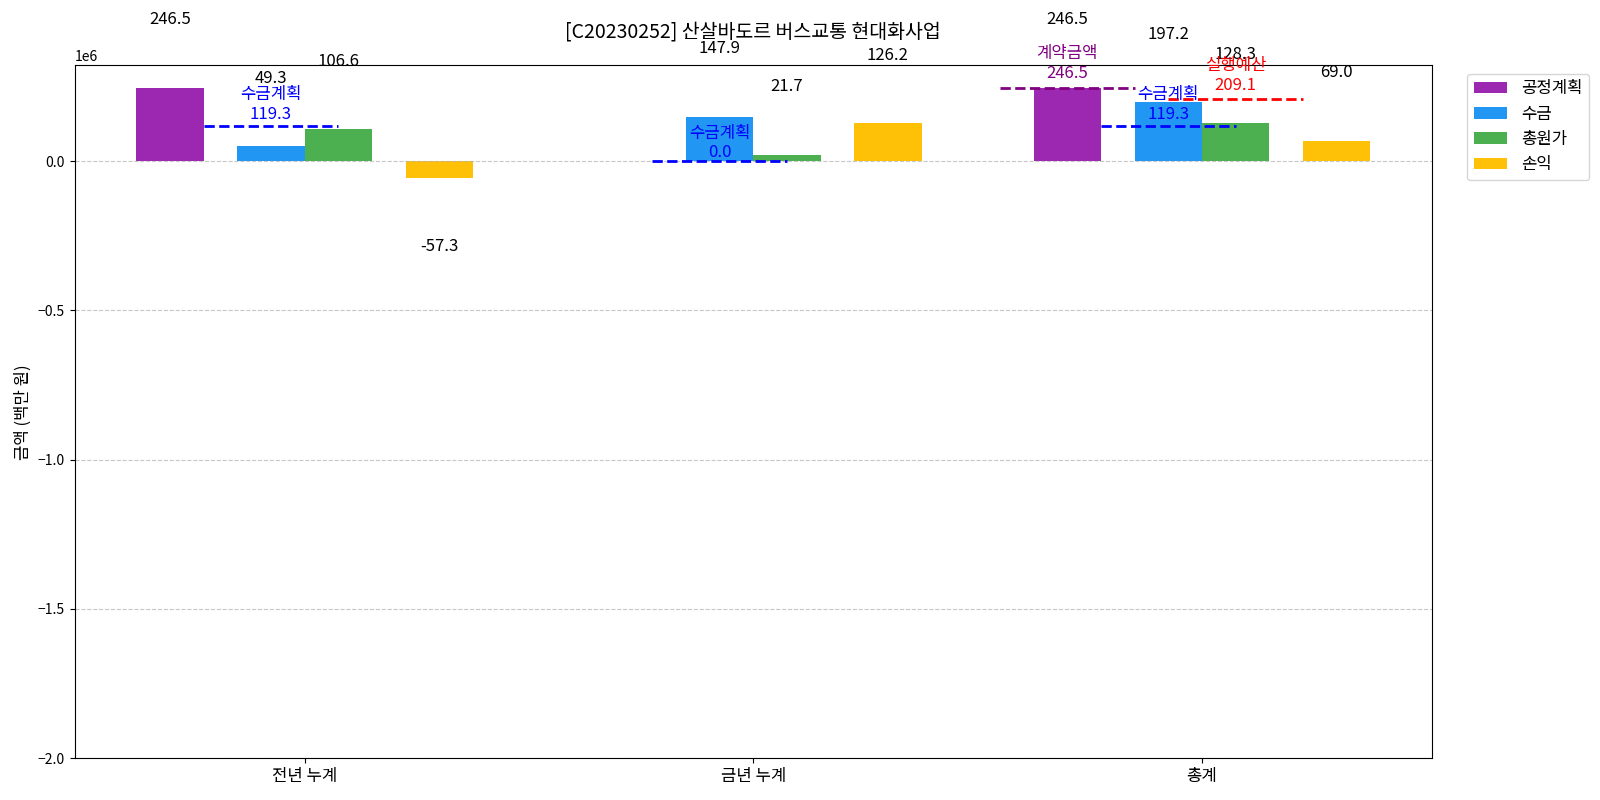 [C20230252] 산살바도르 버스교통 현대화사업
1e6
246.5
49.3
106.6
수금계획
119.3
-57.3
147.9
21.7
126.2
수금계획
0.0
246.5
계약금액
246.5
197.2
수금계획
119.3
128.3
실행예산
209.1
69.0
공정계획
수금
총원가
손익
금액 (백만 원)
0.0
−0.5
−1.0
−1.5
−2.0
전년 누계
금년 누계
총계